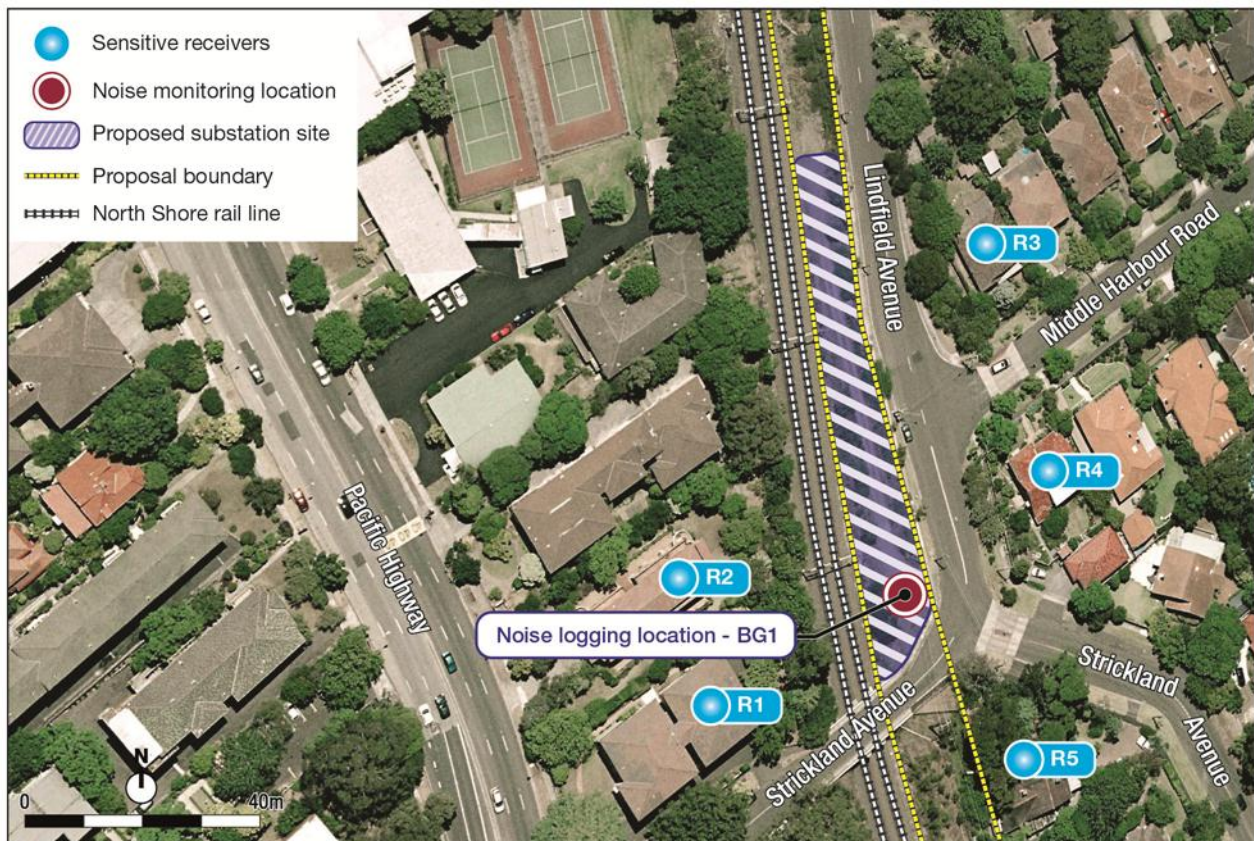 Sensitive receivers
Noise monitoring location
Proposed substation site
Proposal boundary
North Shore rail line
Lindfield Avenue
R3
Middle Harbour Road
R4
Pacific Highway
R2
Noise logging location - BG1
Strickland Avenue
R1
Strickland Avenue
R5
N
0 40m